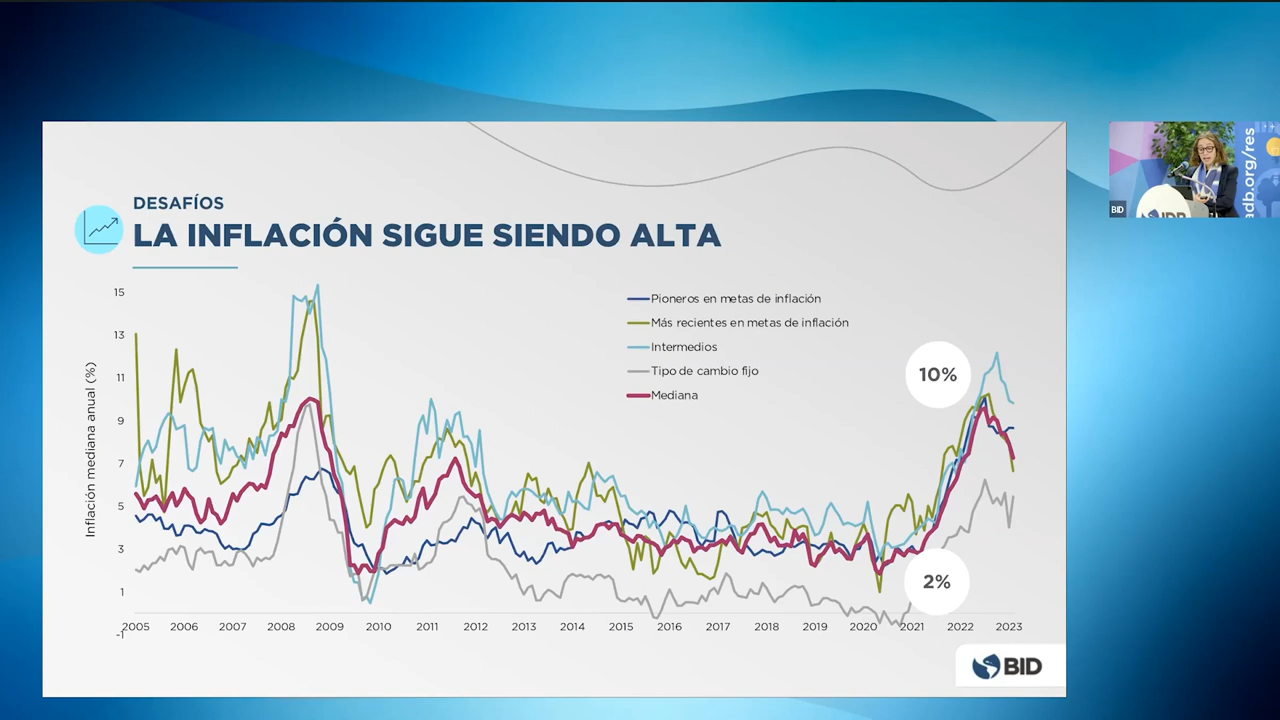 DESAFÍOS
LA INFLACIÓN SIGUE SIENDO ALTA
Inflación mediana anual (%)
15
13
11
9
7
5
3
1
-1
Pioneros en metas de inflación
Más recientes en metas de inflación
Intermedios
Tipo de cambio fijo
Mediana
10%
2%
2005 2006 2007 2008 2009 2010 2011 2012 2013 2014 2015 2016 2017 2018 2019 2020 2021 2022 2023
BID
BID
IDB
adb.org/res